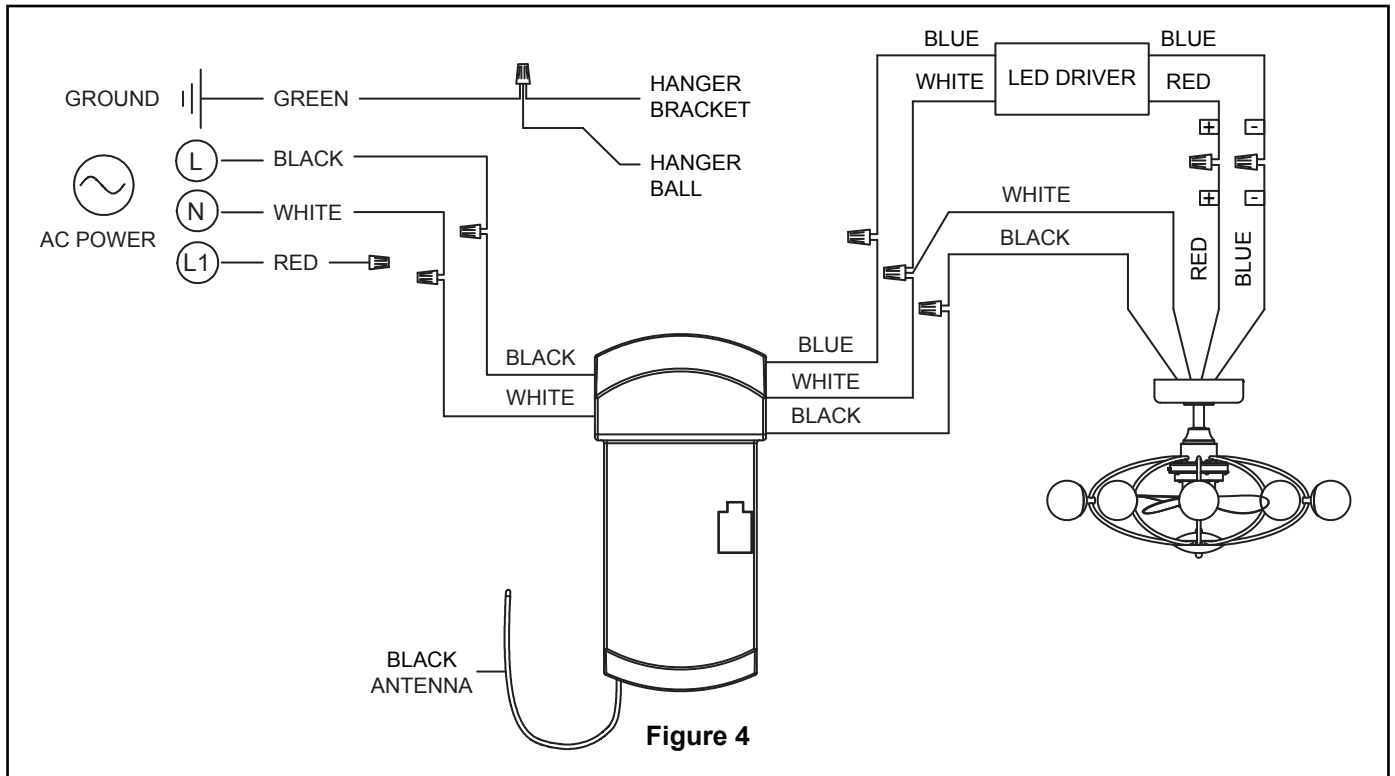 BLUE
BLUE
WHITE
LED DRIVER
RED
GROUND
GREEN
HANGER
BRACKET
HANGER
BALL
+
-
+
-
L
BLACK
N
WHITE
AC POWER
L1
RED
WHITE
BLACK
RED
BLUE
BLACK
WHITE
BLUE
WHITE
BLACK
BLACK
ANTENNA
Figure 4